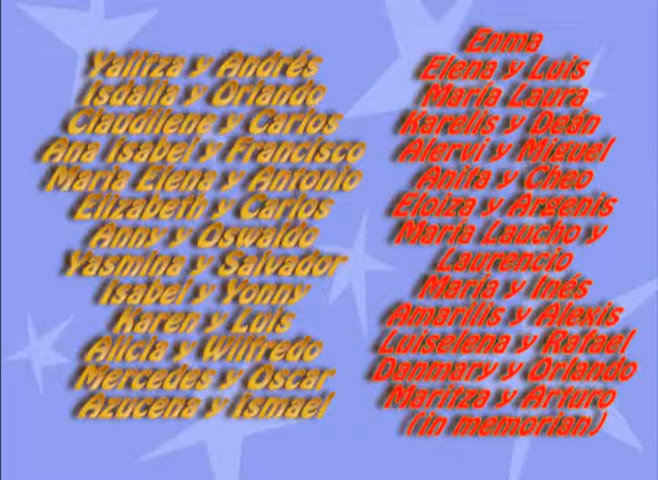 Yalitza y Andrés
Isdalia y Orlando
Claudilene y Carlos
Ana Isabel y Francisco
Maria Elena y Antonio
Elizabeth y Carlos
Anny y Oswaldo
Yasmina y Salvador
Isabel y Yonny
Karen y Luis
Alicia y Wilfredo
Mercedes y Oscar
Azucena y Ismael
Enma
Elena y Luis
María Laura
Karelis y Deán
Alervi y Miguel
Anita y Cheo
Eloiza y Argenis
María Laucho y
Laurencio
María y Inés
Amarilis y Alexis
Luiselena y Rafael
Danmary y Orlando
Maritza y Arturo
(in memorian)